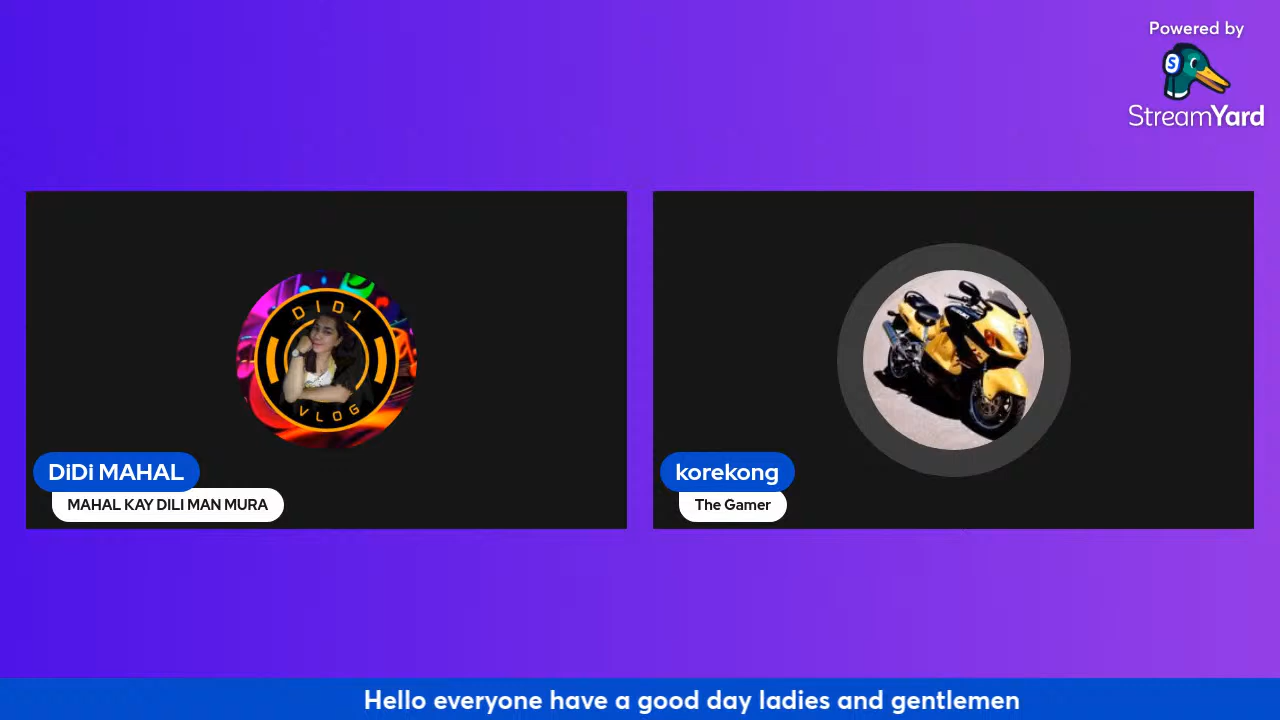 Powered by
S
StreamYard
DIDI
VLOG
DiDi MAHAL
MAHAL KAY DILI MAN MURA
korekong
The Gamer
Hello everyone have a good day ladies and gentlemen